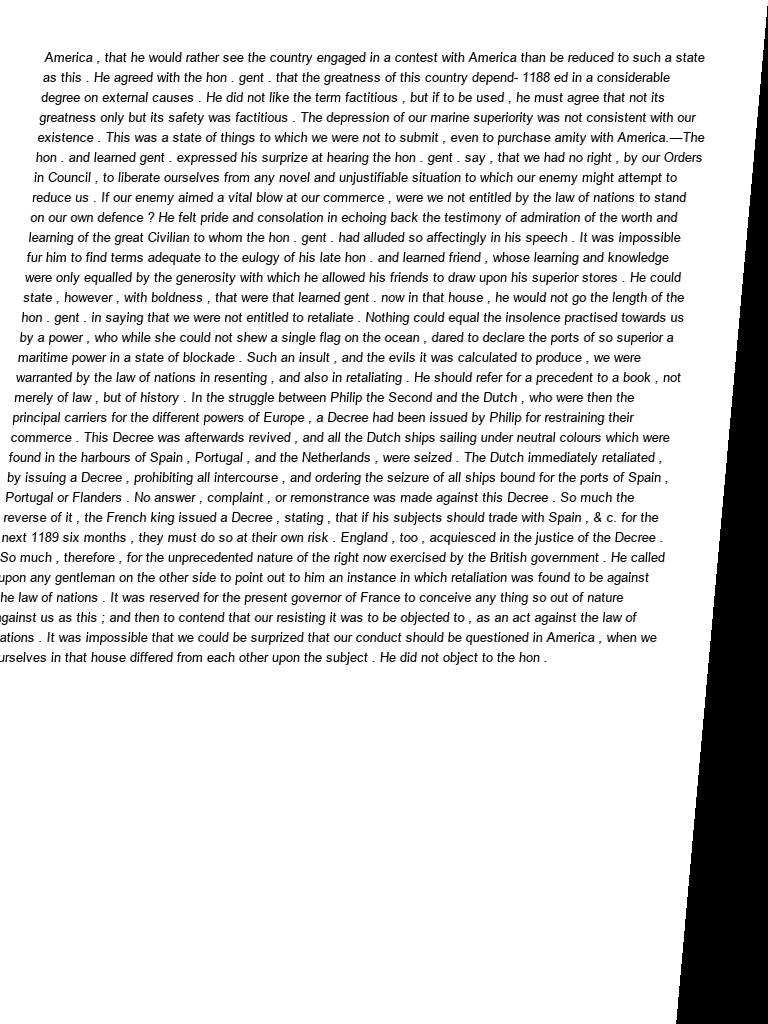 America , that he would rather see the country engaged in a contest with America than be reduced to such a state
as this . He agreed with the hon . gent . that the greatness of this country depend- 1188 ed in a considerable
degree on external causes . He did not like the term factitious , but if to be used , he must agree that not its
greatness only but its safety was factitious . The depression of our marine superiority was not consistent with our
existence . This was a state of things to which we were not to submit , even to purchase amity with America.—The
hon . and learned gent . expressed his surprize at hearing the hon . gent . say , that we had no right , by our Orders
in Council , to liberate ourselves from any novel and unjustifiable situation to which our enemy might attempt to
reduce us . If our enemy aimed a vital blow at our commerce , were we not entitled by the law of nations to stand
on our own defence ? He felt pride and consolation in echoing back the testimony of admiration of the worth and
learning of the great Civilian to whom the hon . gent . had alluded so affectingly in his speech . It was impossible
fur him to find terms adequate to the eulogy of his late hon . and learned friend , whose learning and knowledge
were only equalled by the generosity with which he allowed his friends to draw upon his superior stores . He could
state , however , with boldness , that were that learned gent . now in that house , he would not go the length of the
hon . gent . in saying that we were not entitled to retaliate . Nothing could equal the insolence practised towards us
by a power , who while she could not shew a single flag on the ocean , dared to declare the ports of so superior a
maritime power in a state of blockade . Such an insult , and the evils it was calculated to produce , we were
warranted by the law of nations in resenting , and also in retaliating . He should refer for a precedent to a book , not
merely of law , but of history . In the struggle between Philip the Second and the Dutch , who were then the
principal carriers for the different powers of Europe , a Decree had been issued by Philip for restraining their
commerce . This Decree was afterwards revived , and all the Dutch ships sailing under neutral colours which were
found in the harbours of Spain , Portugal , and the Netherlands , were seized . The Dutch immediately retaliated ,
by issuing a Decree , prohibiting all intercourse , and ordering the seizure of all ships bound for the ports of Spain ,
Portugal or Flanders . No answer , complaint , or remonstrance was made against this Decree . So much the
reverse of it , the French king issued a Decree , stating , that if his subjects should trade with Spain , & c. for the
next 1189 six months , they must do so at their own risk . England , too , acquiesced in the justice of the Decree .
So much , therefore , for the unprecedented nature of the right now exercised by the British government . He called
upon any gentleman on the other side to point out to him an instance in which retaliation was found to be against
he law of nations . It was reserved for the present governor of France to conceive any thing so out of nature
against us as this ; and then to contend that our resisting it was to be objected to , as an act against the law of
ations . It was impossible that we could be surprized that our conduct should be questioned in America , when we
urselves in that house differed from each other upon the subject . He did not object to the hon .